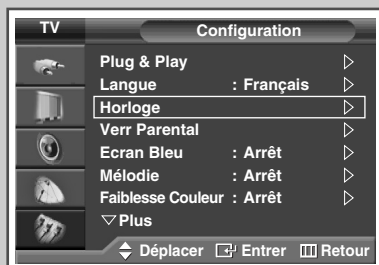 TV Configuration
Plug & Play
Langue : Français
Horloge
Verr Parental
Ecran Bleu : Arrêt
Mélodie : Arrêt
Faiblesse Couleur : Arrêt
Plus
Déplacer Entrer Retour